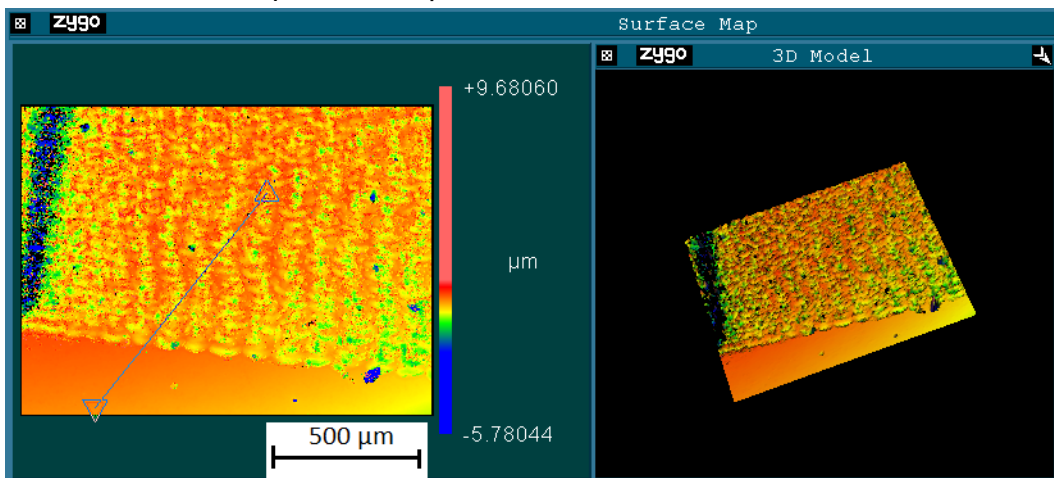 zygo
Surface Map
zygo
3D Model
+9.68060
µm
-5.78044
500 µm